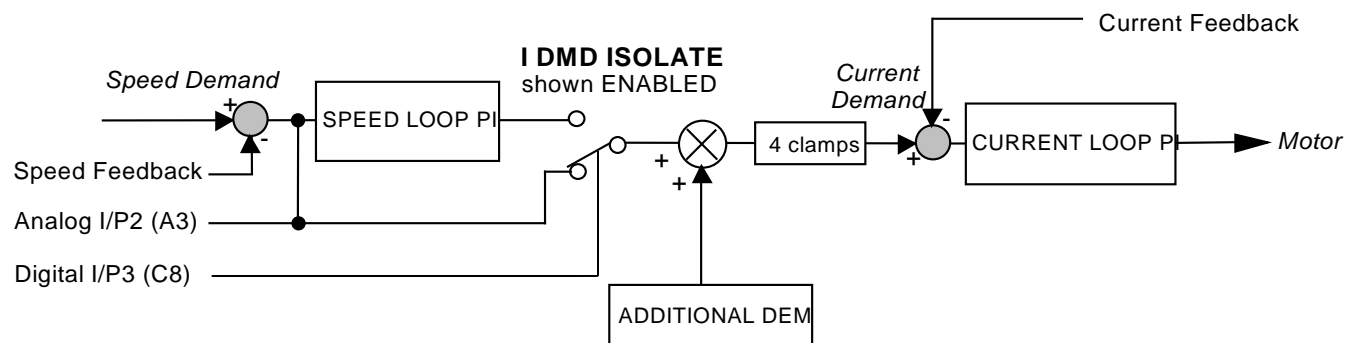 Current Feedback
I DMD ISOLATE
shown ENABLED
Speed Demand
Current
Demand
+
-
SPEED LOOP PI
-
+
4 clamps
CURRENT LOOP PI
Motor
Speed Feedback
+
+
Analog I/P2 (A3)
Digital I/P3 (C8)
ADDITIONAL DEM